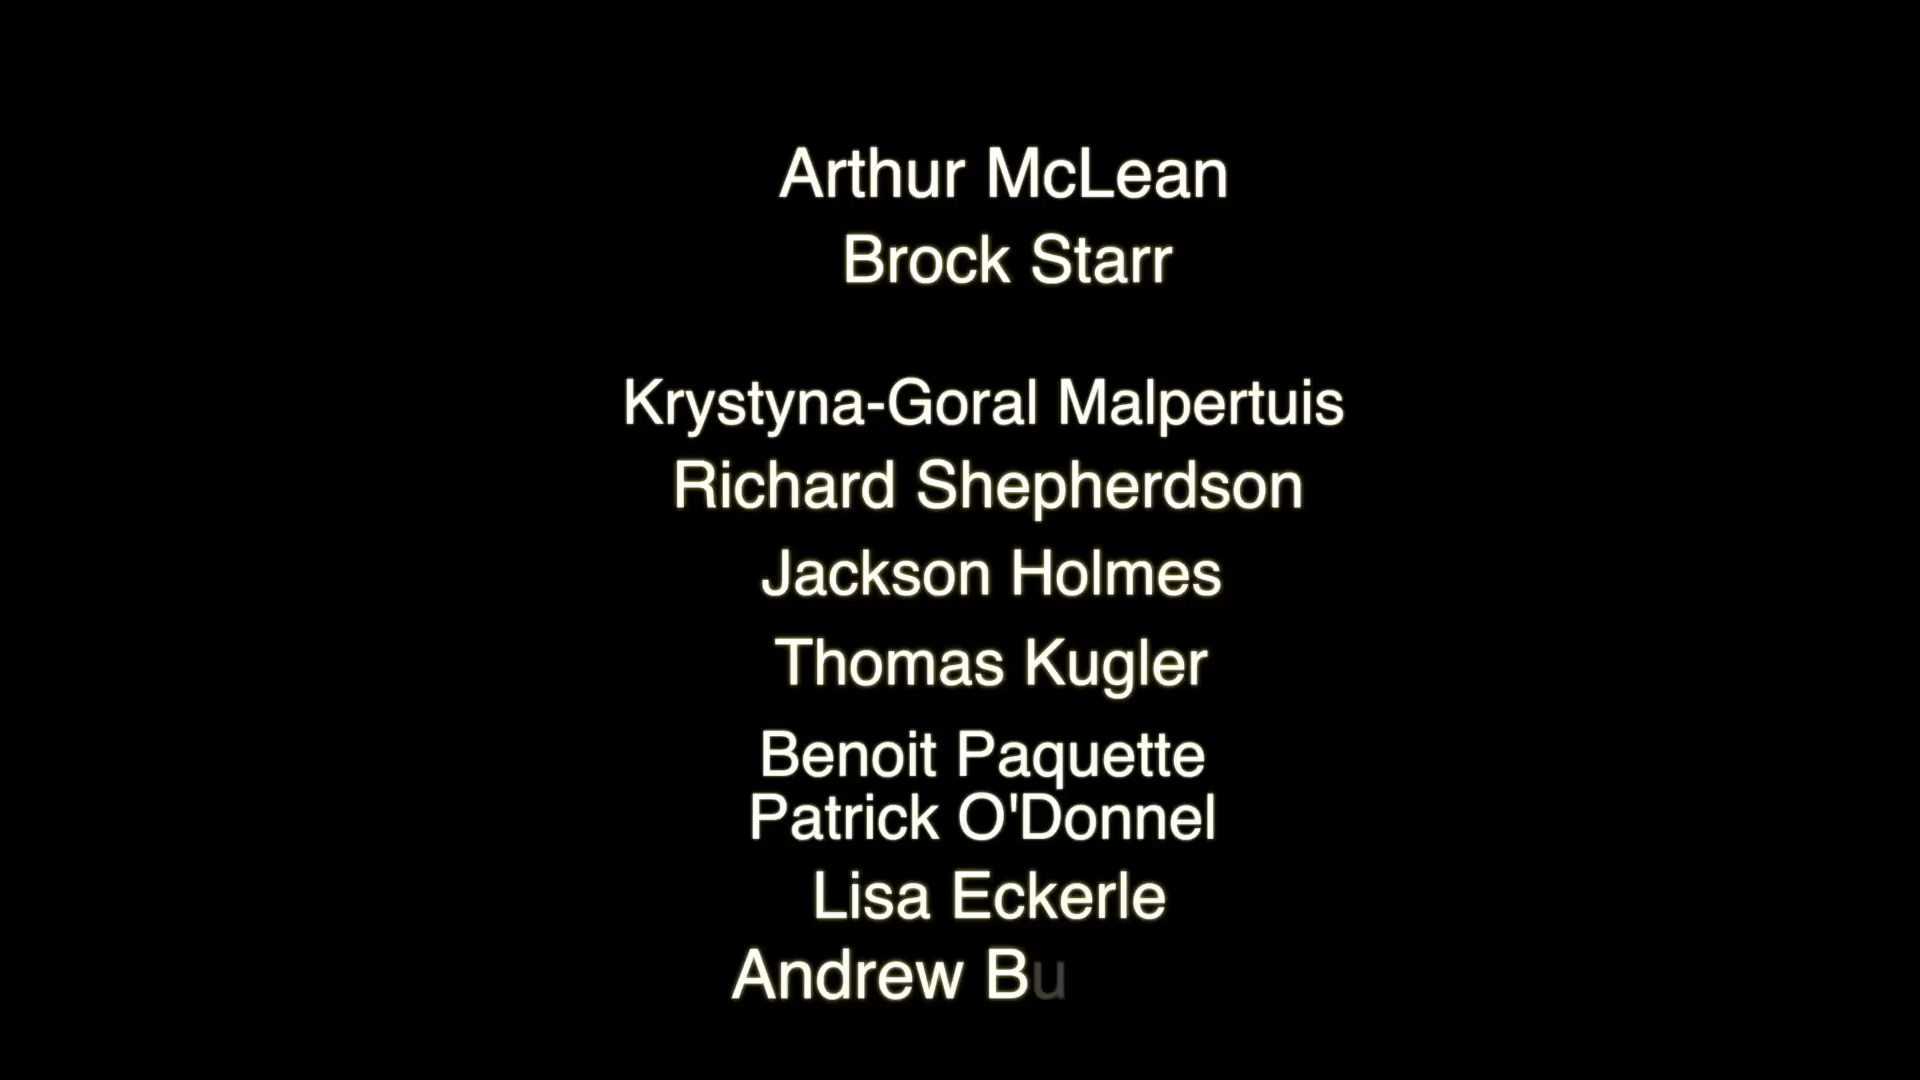 Arthur McLean
Brock Starr
Krystyna-Goral Malpertuis
Richard Shepherdson
Jackson Holmes
Thomas Kugler
Benoit Paquette
Patrick O'Donnel
Lisa Eckerle
Andrew Bu